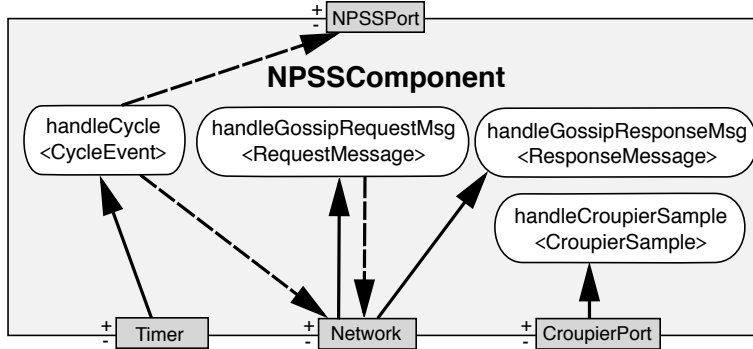 +
-
NPSSPort
NPSSComponent
handleCycle
<CycleEvent>
handleGossipRequestMsg
<RequestMessage>
handleGossipResponseMsg
<ResponseMessage>
handleCroupierSample
<CroupierSample>
+
-
Timer
+
-
Network
+
-
CroupierPort